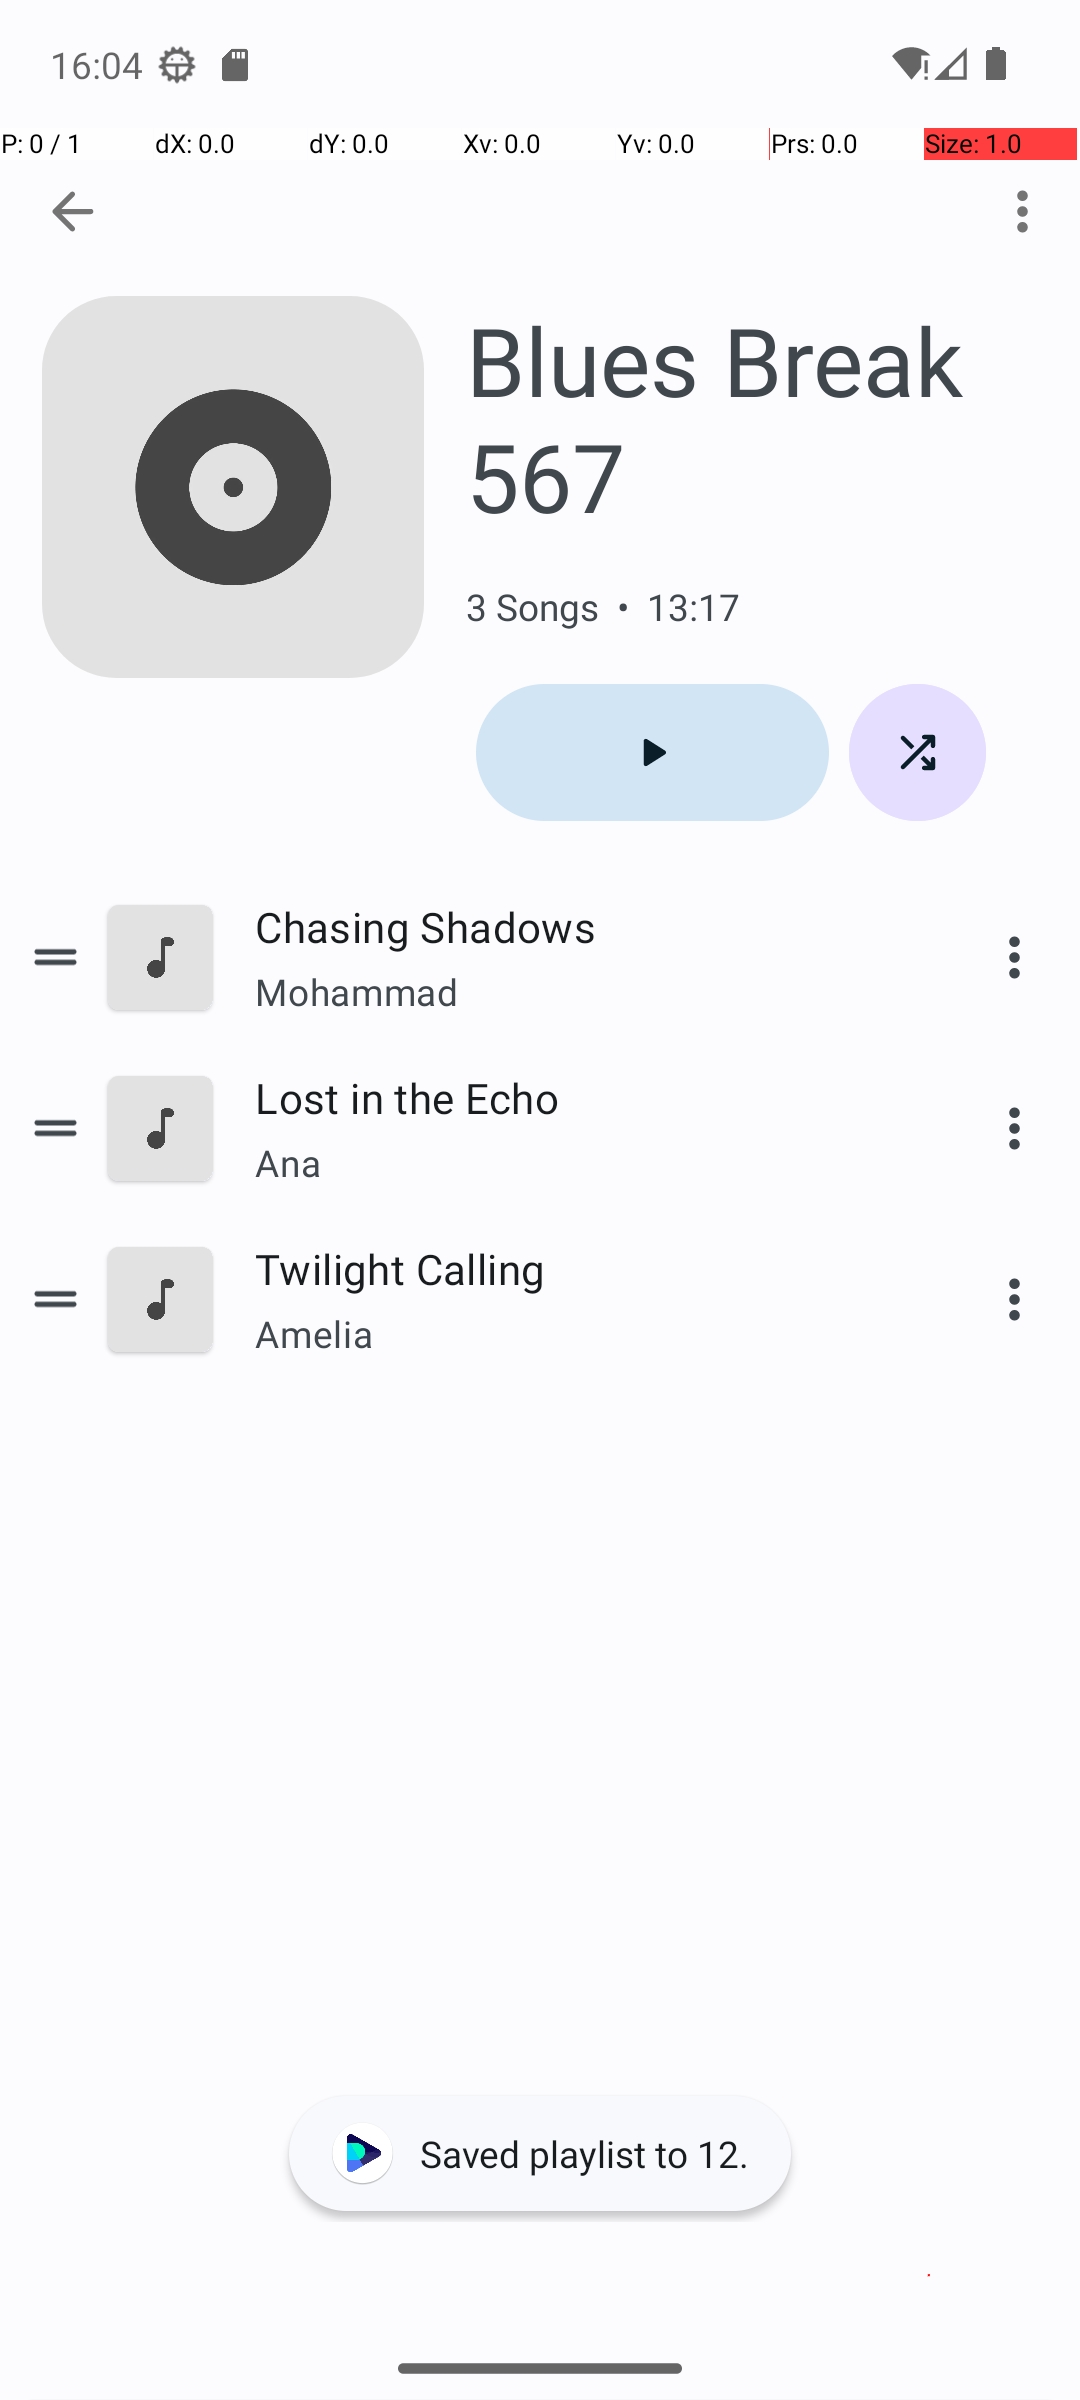 16:04
P: 0 / 1 dX: 0.0 dY: 0.0 Xv: 0.0 Yv: 0.0 Prs: 0.0 Size: 1.0
Blues Break
567
3 Songs • 13:17
Chasing Shadows
Mohammad
Lost in the Echo
Ana
Twilight Calling
Amelia
Saved playlist to 12.